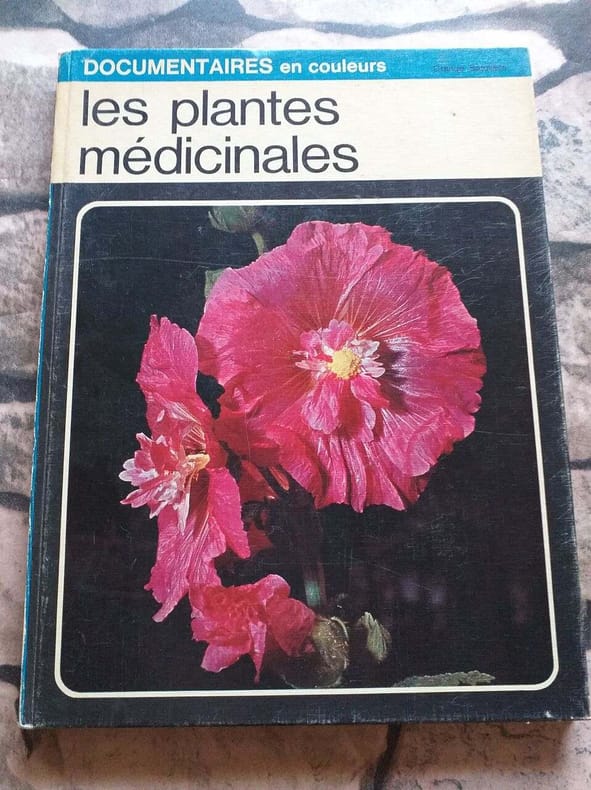 DOCUMENTAIRES en couleurs
les plantes
médicinales